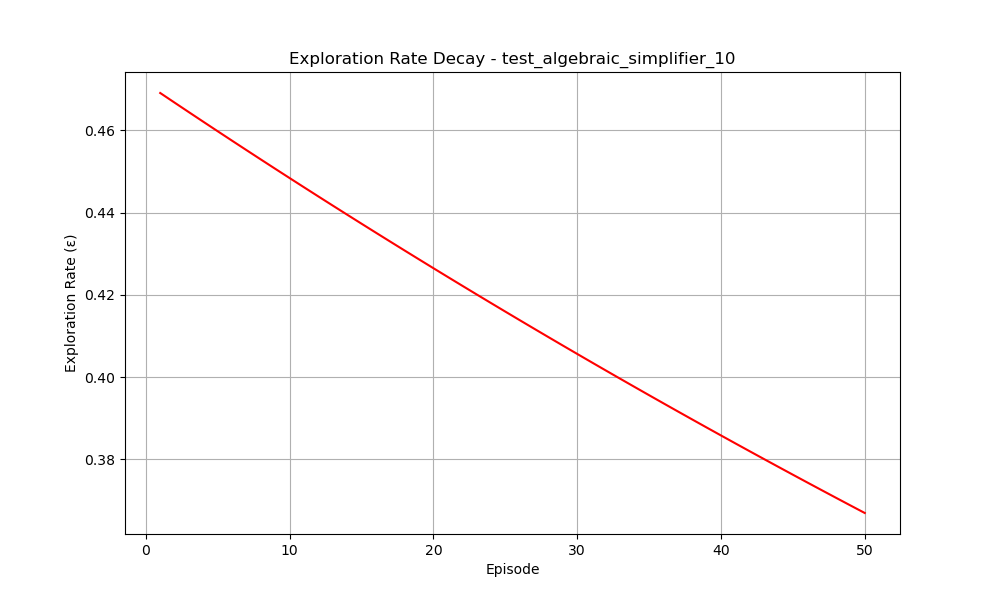 Exploration Rate Decay - test_algebraic_simplifier_10
Exploration Rate (ε)
0.46
0.44
0.42
0.40
0.38
0 10 20 30 40 50
Episode